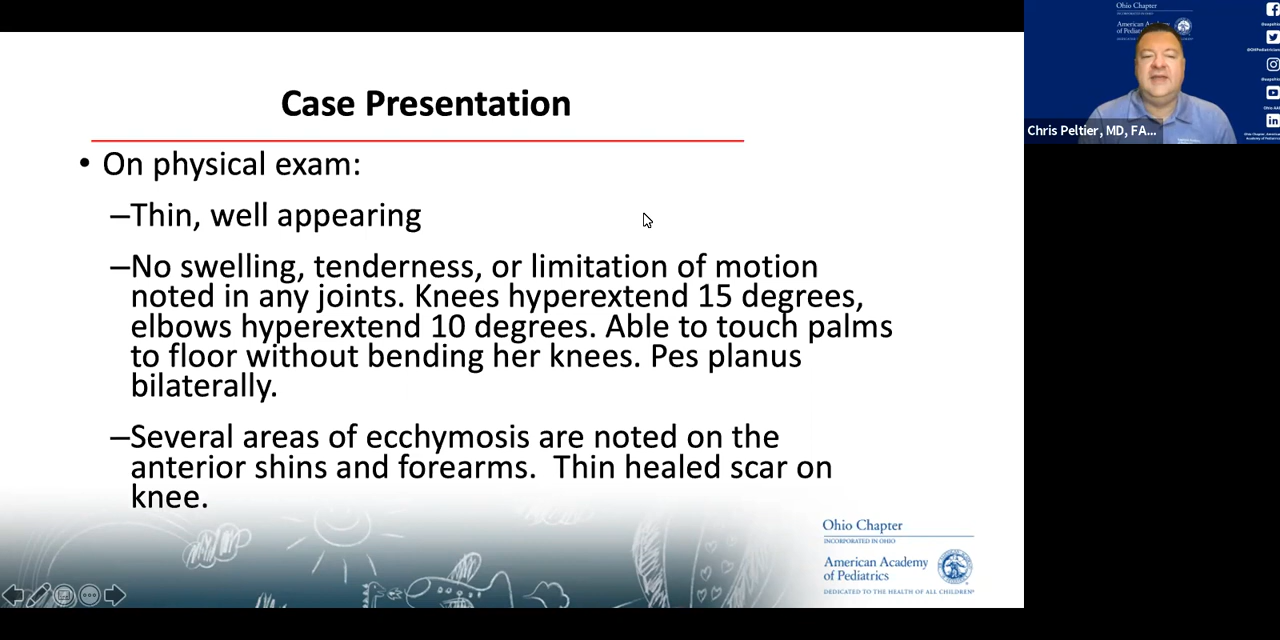 Case Presentation
• On physical exam:
–Thin, well appearing
–No swelling, tenderness, or limitation of motion
noted in any joints. Knees hyperextend 15 degrees,
elbows hyperextend 10 degrees. Able to touch palms
to floor without bending her knees. Pes planus
bilaterally.
–Several areas of ecchymosis are noted on the
anterior shins and forearms.  Thin healed scar on
knee.
Ohio Chapter
INCORPORATED IN OHIO
American Academy
of Pediatrics
DEDICATED TO THE HEALTH OF ALL CHILDREN®
Ohio Chapter
Chris Peltier, MD, FA...